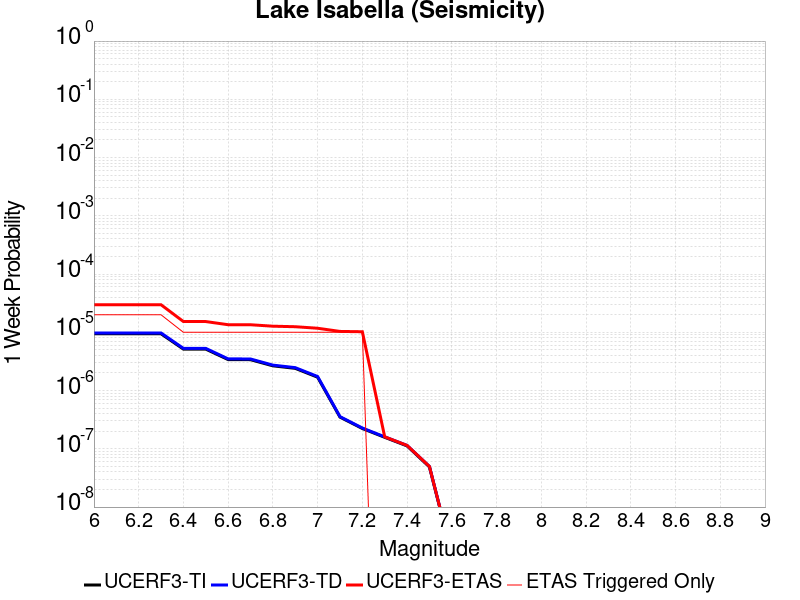 Lake Isabella (Seismicity)
10^0
10^-1
10^-2
10^-3
10^-4
10^-5
10^-6
10^-7
10^-8
1 Week Probability
6 6.2 6.4 6.6 6.8 7 7.2 7.4 7.6 7.8 8 8.2 8.4 8.6 8.8 9
Magnitude
UCERF3-TI UCERF3-TD UCERF3-ETAS ETAS Triggered Only